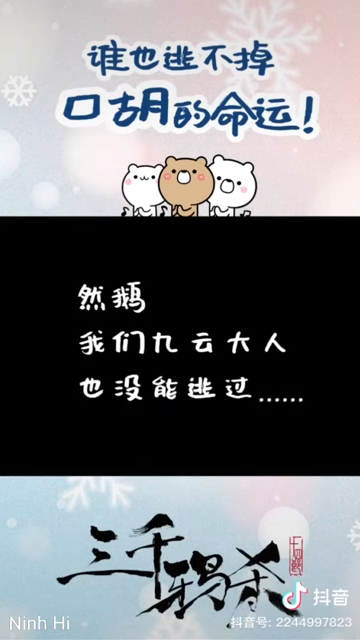 谁也逃不掉
口胡的命运！
然鹅
我们九云大人
也没能逃过……
三千鸦杀
抖音
抖音号: 2244997823
Ninh Hi